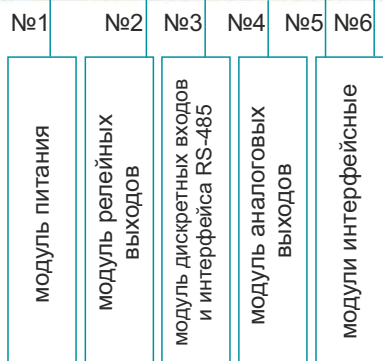 №1 №2 №3 №4 №5 №6
модуль питания
модуль релейных
выходов
модуль дискретных входов
и интерфейса RS-485
модуль аналоговых
выходов
модули интерфейсные